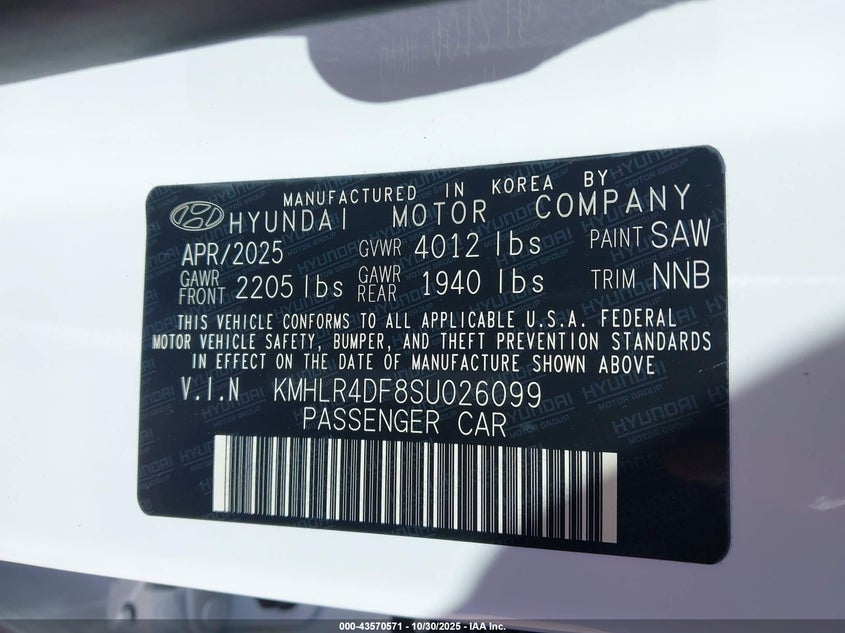 MANUFACTURED IN KOREA BY
HYUNDAI MOTOR COMPANY
APR/2025 GVWR 4012 lbs PAINT SAW
GAWR FRONT 2205 lbs GAWR REAR 1940 lbs TRIM NNB
THIS VEHICLE CONFORMS TO ALL APPLICABLE U.S.A. FEDERAL
MOTOR VEHICLE SAFETY, BUMPER, AND THEFT PREVENTION STANDARDS
IN EFFECT ON THE DATE OF MANUFACTURE SHOWN ABOVE
V.I.N KMHLR4DF8SU026099
PASSENGER CAR
000-43570571 - 10/30/2025 - IAA Inc.